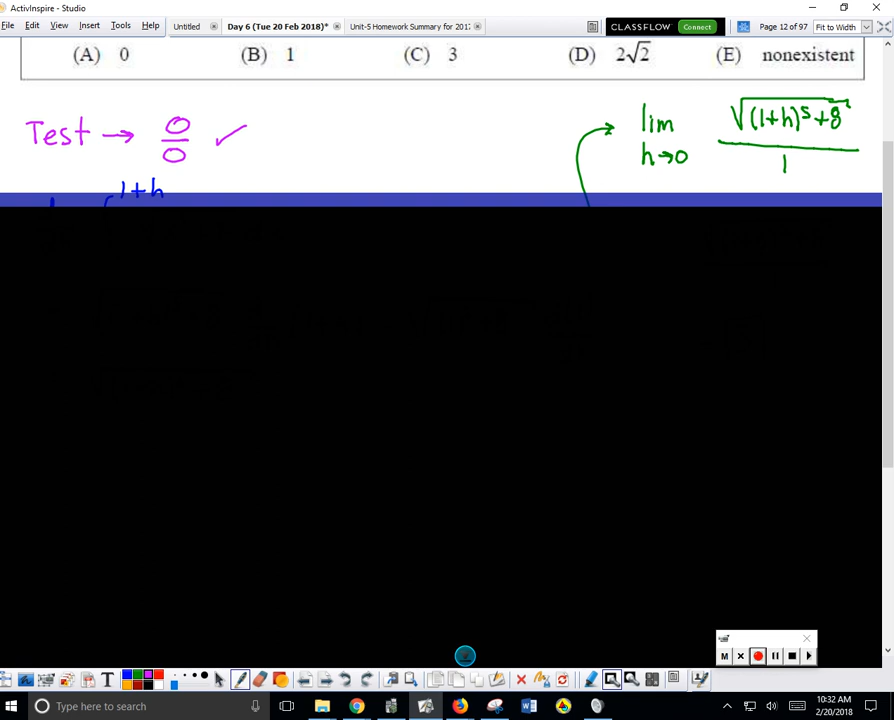 ActivInspire - Studio
File Edit View Insert Tools Help
Untitled Day 6 (Tue 20 Feb 2018)* Unit-5 Homework Summary for 2017
CLASSFLOW Connect Page 12 of 97 Fit to Width
(A) 0 (B) 1 (C) 3 (D) 2√2 (E) nonexistent
Test → 0/0 ✓
lim h→0 √((1+h)^5+8) / 1
1+h
M
T
Type here to search
10:32 AM
2/20/2018